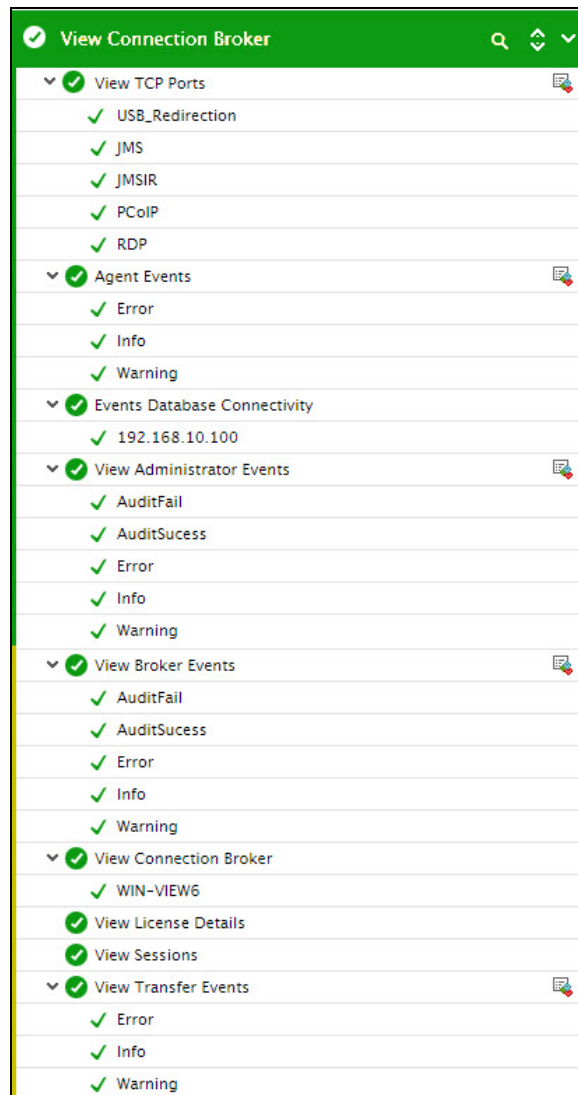 View Connection Broker
View TCP Ports
USB_Redirection
JMS
JMSIR
PCoIP
RDP
Agent Events
Error
Info
Warning
Events Database Connectivity
192.168.10.100
View Administrator Events
AuditFail
AuditSucess
Error
Info
Warning
View Broker Events
AuditFail
AuditSucess
Error
Info
Warning
View Connection Broker
WIN-VIEW6
View License Details
View Sessions
View Transfer Events
Error
Info
Warning